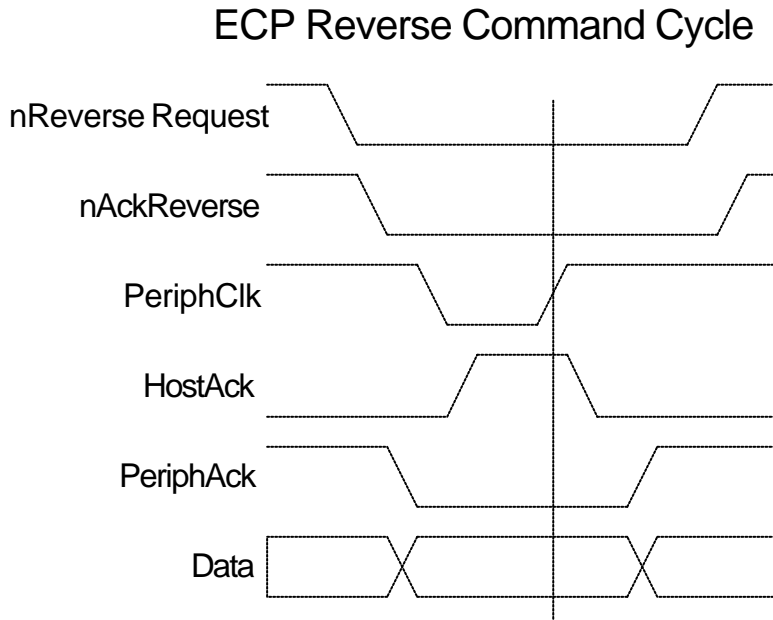 ECP Reverse Command Cycle
nReverse Request
nAckReverse
PeriphClk
HostAck
PeriphAck
Data